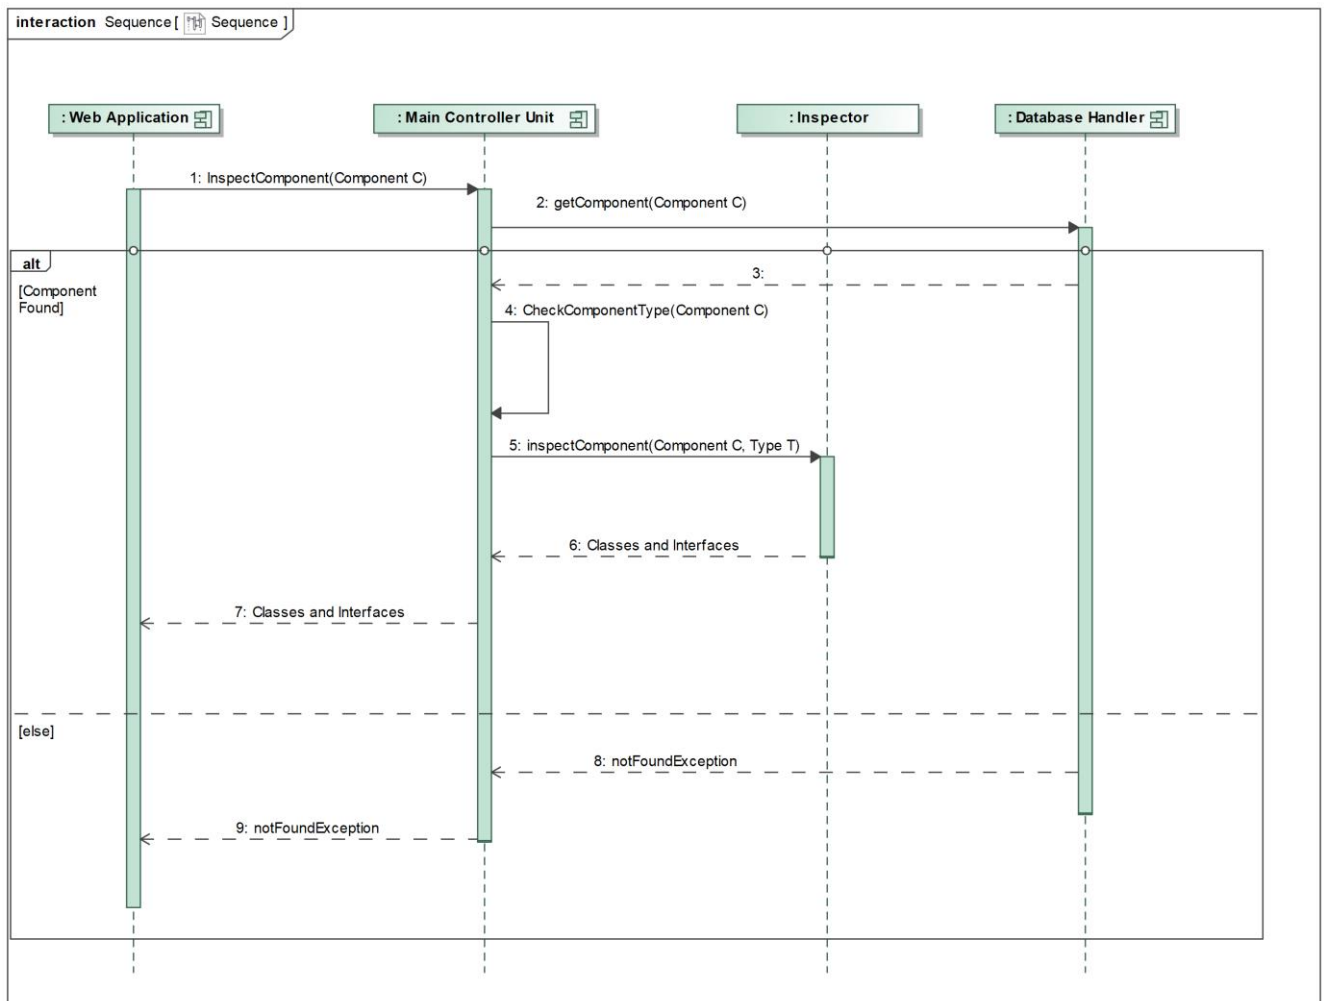 interaction Sequence [ Sequence ]
: Web Application
: Main Controller Unit
: Inspector
: Database Handler
1: InspectComponent(Component C)
2: getComponent(Component C)
alt
[Component
Found]
3:
4: CheckComponentType(Component C)
5: inspectComponent(Component C, Type T)
6: Classes and Interfaces
7: Classes and Interfaces
[else]
8: notFoundException
9: notFoundException